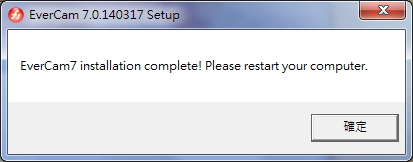 EverCam 7.0.140317 Setup
EverCam7 installation complete! Please restart your computer.
確定